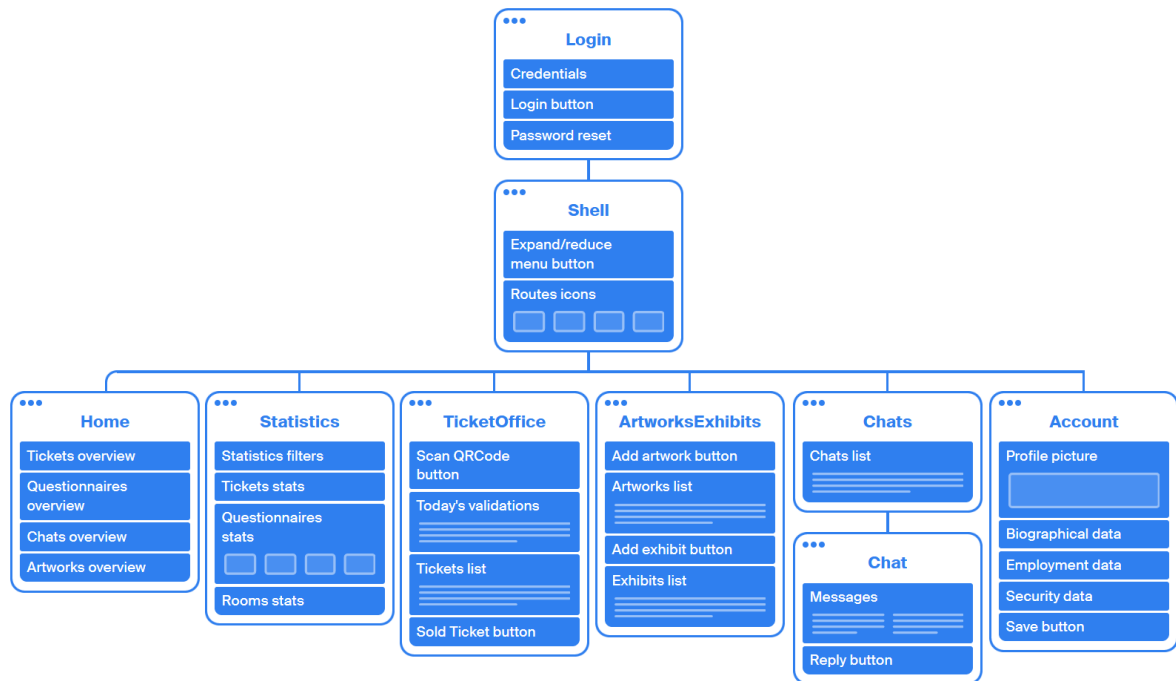 Login
Credentials
Login button
Password reset
Shell
Expand/reduce
menu button
Routes icons
Home
Tickets overview
Questionnaires
overview
Chats overview
Artworks overview
Statistics
Statistics filters
Tickets stats
Questionnaires
stats
Rooms stats
TicketOffice
Scan QRCode
button
Today's validations
Tickets list
Sold Ticket button
ArtworksExhibits
Add artwork button
Artworks list
Add exhibit button
Exhibits list
Chats
Chats list
Chat
Messages
Reply button
Account
Profile picture
Biographical data
Employment data
Security data
Save button